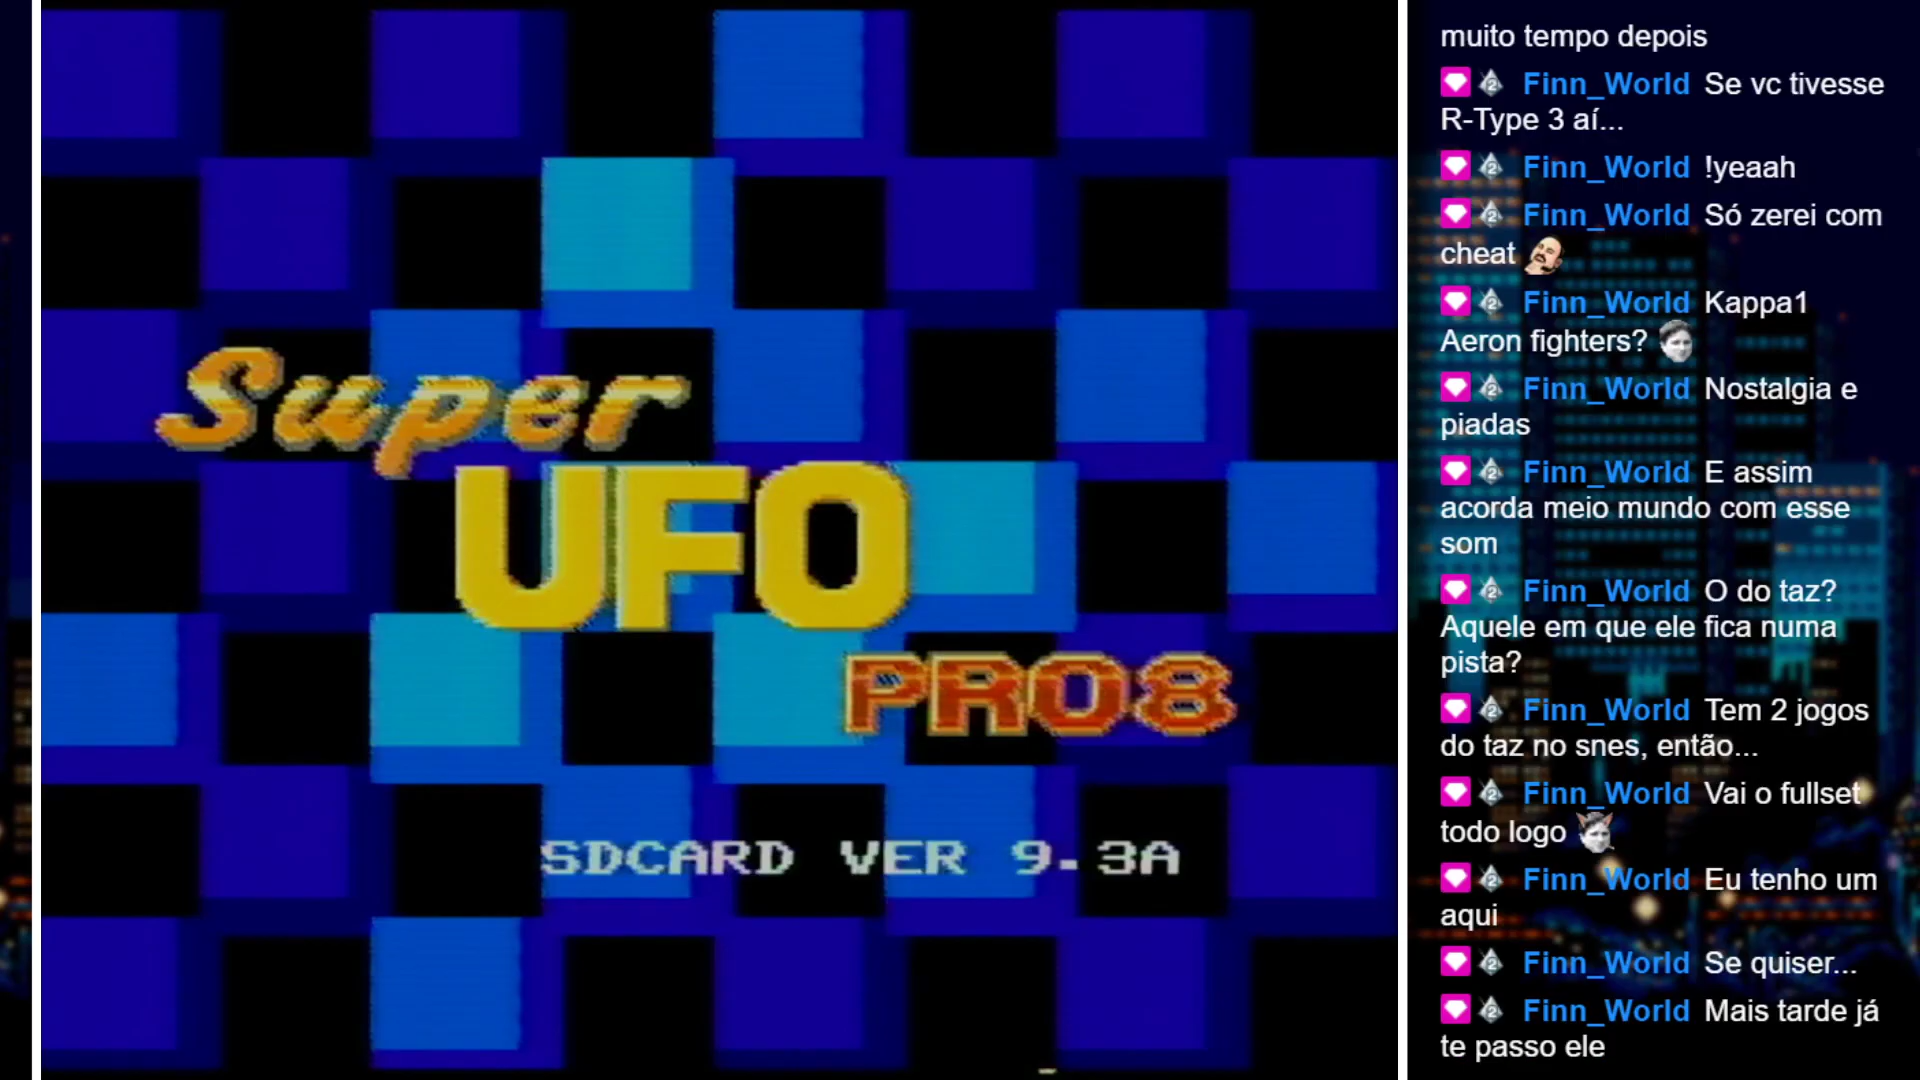 Super
UFO
PRO8
SDCARD VER 9.3A
muito tempo depois
Finn_World Se vc tivesse
R-Type 3 aí...
Finn_World !yeaah
Finn_World Só zerei com
cheat
Finn_World Kappa1
Aeron fighters?
Finn_World Nostalgia e
piadas
Finn_World E assim
acorda meio mundo com esse
som
Finn_World O do taz?
Aquele em que ele fica numa
pista?
Finn_World Tem 2 jogos
do taz no snes, então...
Finn_World Vai o fullset
todo logo
Finn_World Eu tenho um
aqui
Finn_World Se quiser...
Finn_World Mais tarde já
te passo ele